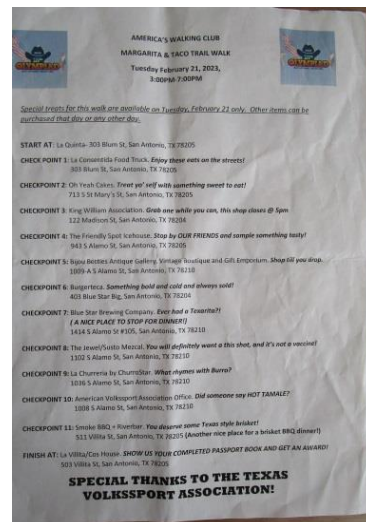 AMERICA'S WALKING CLUB
MARGARITA & TACO TRAIL WALK
Tuesday February 21, 2023,
3:00PM-7:00PM
Special treats for this walk are available on Tuesday, February 21 only. Other items can be
purchased that day or any other day.
START AT: La Quinta- 303 Blum St, San Antonio, TX 78205
CHECK POINT 1: La Consentida Food Truck. Enjoy these eats on the streets!
303 Blum St, San Antonio, TX 78205
CHECKPOINT 2: Oh Yeah Cakes. Treat yo' self with something sweet to eat!
713 S St Mary's St, San Antonio, TX 78205
CHECKPOINT 3: King William Association. Grab one while you can, this shop closes @ 5pm
122 Madison St, San Antonio, TX 78204
CHECKPOINT 4: The Friendly Spot Icehouse. Stop by OUR FRIENDS and sample something tasty!
943 S Alamo St, San Antonio, TX 78205
CHECKPOINT 5: Bijou Bosties Antique Gallery, Vintage Boutique and Gift Emporium. Shop till you drop.
1009-A S Alamo St, San Antonio, TX 78210
CHECKPOINT 6: Burgerteca. Something bold and cold and always sold!
403 Blue Star Big, San Antonio, TX 78204
CHECKPOINT 7: Blue Star Brewing Company. Ever had a Texarita?!
( A NICE PLACE TO STOP FOR DINNER!)
1414 S Alamo St #105, San Antonio, TX 78210
CHECKPOINT 8: The Jewel/Susto Mezcal. You will definitely want a this shot, and it's not a vaccine!
1102 S Alamo St, San Antonio, TX 78210
CHECKPOINT 9: La Churreria by ChurroStar. What rhymes with Burro?
1036 S Alamo St, San Antonio, TX 78210
CHECKPOINT 10: American Volkssport Association Office. Did someone say HOT TAMALE?
1008 S Alamo St, San Antonio, TX 78210
CHECKPOINT 11: Smoke BBQ + Riverbar. You deserve some Texas style brisket!
511 Villita St, San Antonio, TX 78205 (Another nice place for a brisket BBQ dinner!)
FINISH AT: La Villita/Cos House. SHOW US YOUR COMPLETED PASSPORT BOOK AND GET AN AWARD!
503 Villita St, San Antonio, TX 78205
SPECIAL THANKS TO THE TEXAS
VOLKSSPORT ASSOCIATION!